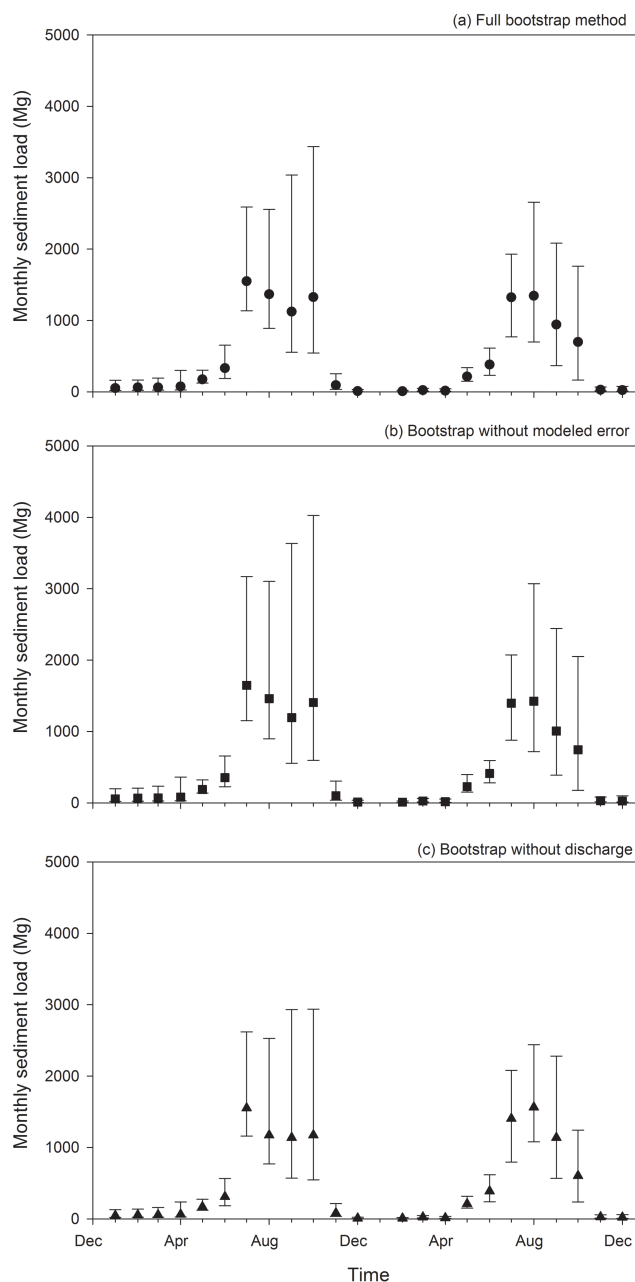 (a) Full bootstrap method
5000
4000
3000
2000
1000
0
Monthly sediment load (Mg)
(b) Bootstrap without modeled error
5000
4000
3000
2000
1000
0
Monthly sediment load (Mg)
(c) Bootstrap without discharge
5000
4000
3000
2000
1000
0
Monthly sediment load (Mg)
Dec Apr Aug Dec Apr Aug Dec
Time